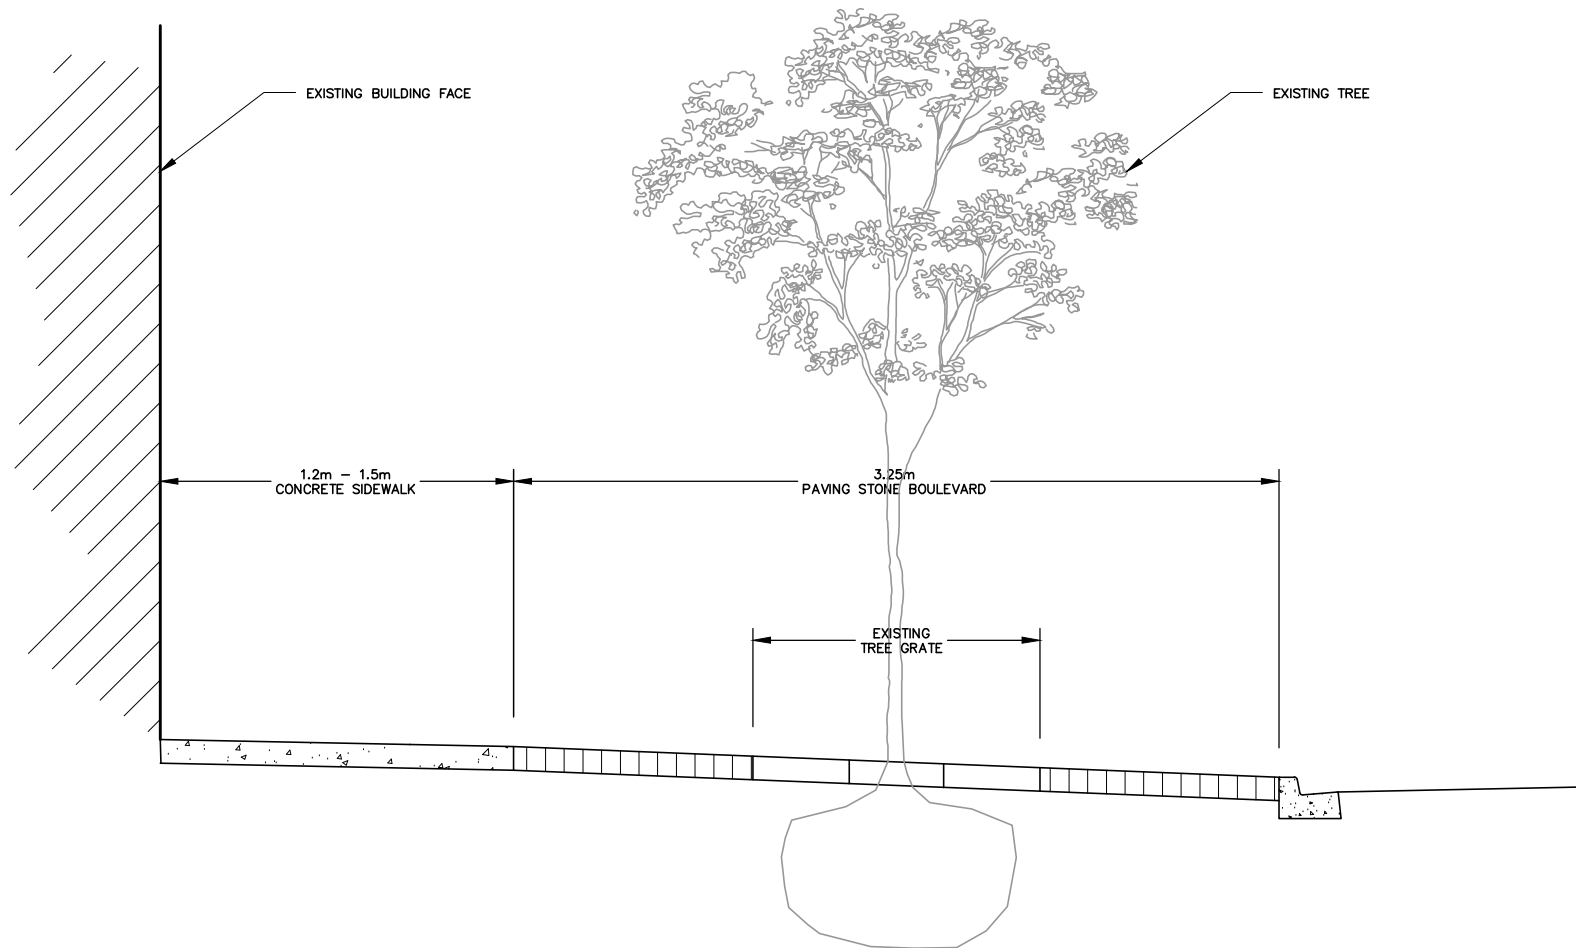 EXISTING BUILDING FACE
EXISTING TREE
1.2m – 1.5m
CONCRETE SIDEWALK
3.25m
PAVING STONE BOULEVARD
EXISTING
TREE GRATE